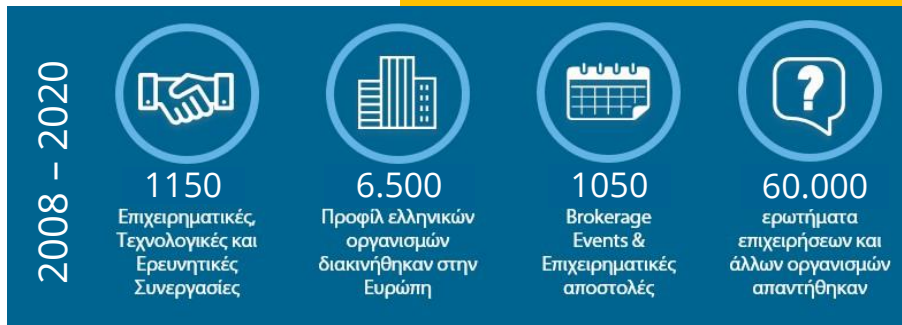 2008 – 2020
1150
Επιχειρηματικές,
Τεχνολογικές και
Ερευνητικές
Συνεργασίες
6.500
Προφίλ ελληνικών
οργανισμών
διακινήθηκαν στην
Ευρώπη
1050
Brokerage
Events &
Επιχειρηματικές
αποστολές
?
60.000
ερωτήματα
επιχειρήσεων και
άλλων οργανισμών
απαντήθηκαν